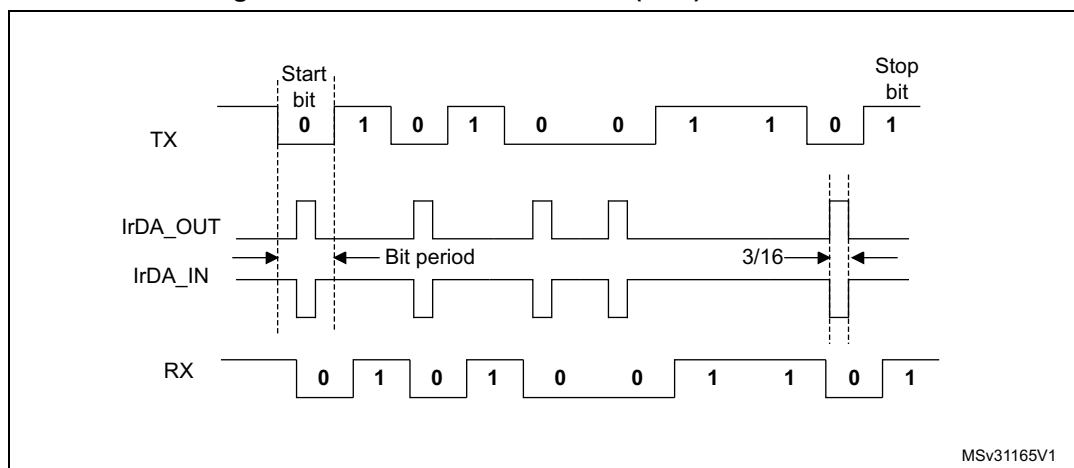 Start
bit
Stop
bit
TX
0 1 0 1 0 0 1 1 0 1
IrDA_OUT
Bit period
3/16
IrDA_IN
RX
0 1 0 1 0 0 1 1 0 1
MSv31165V1